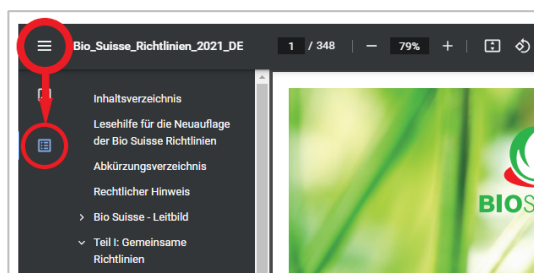 Bio_Suisse_Richtlinien_2021_DE
1 / 348 | − 79% +
Inhaltsverzeichnis
Lesehilfe für die Neuauflage
der Bio Suisse Richtlinien
Abkürzungsverzeichnis
Rechtlicher Hinweis
Bio Suisse - Leitbild
Teil I: Gemeinsame
Richtlinien
BIOS